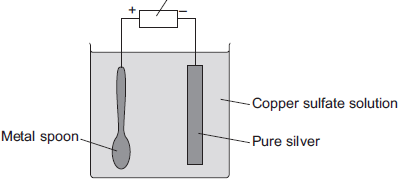 + −
Copper sulfate solution
Metal spoon
Pure silver